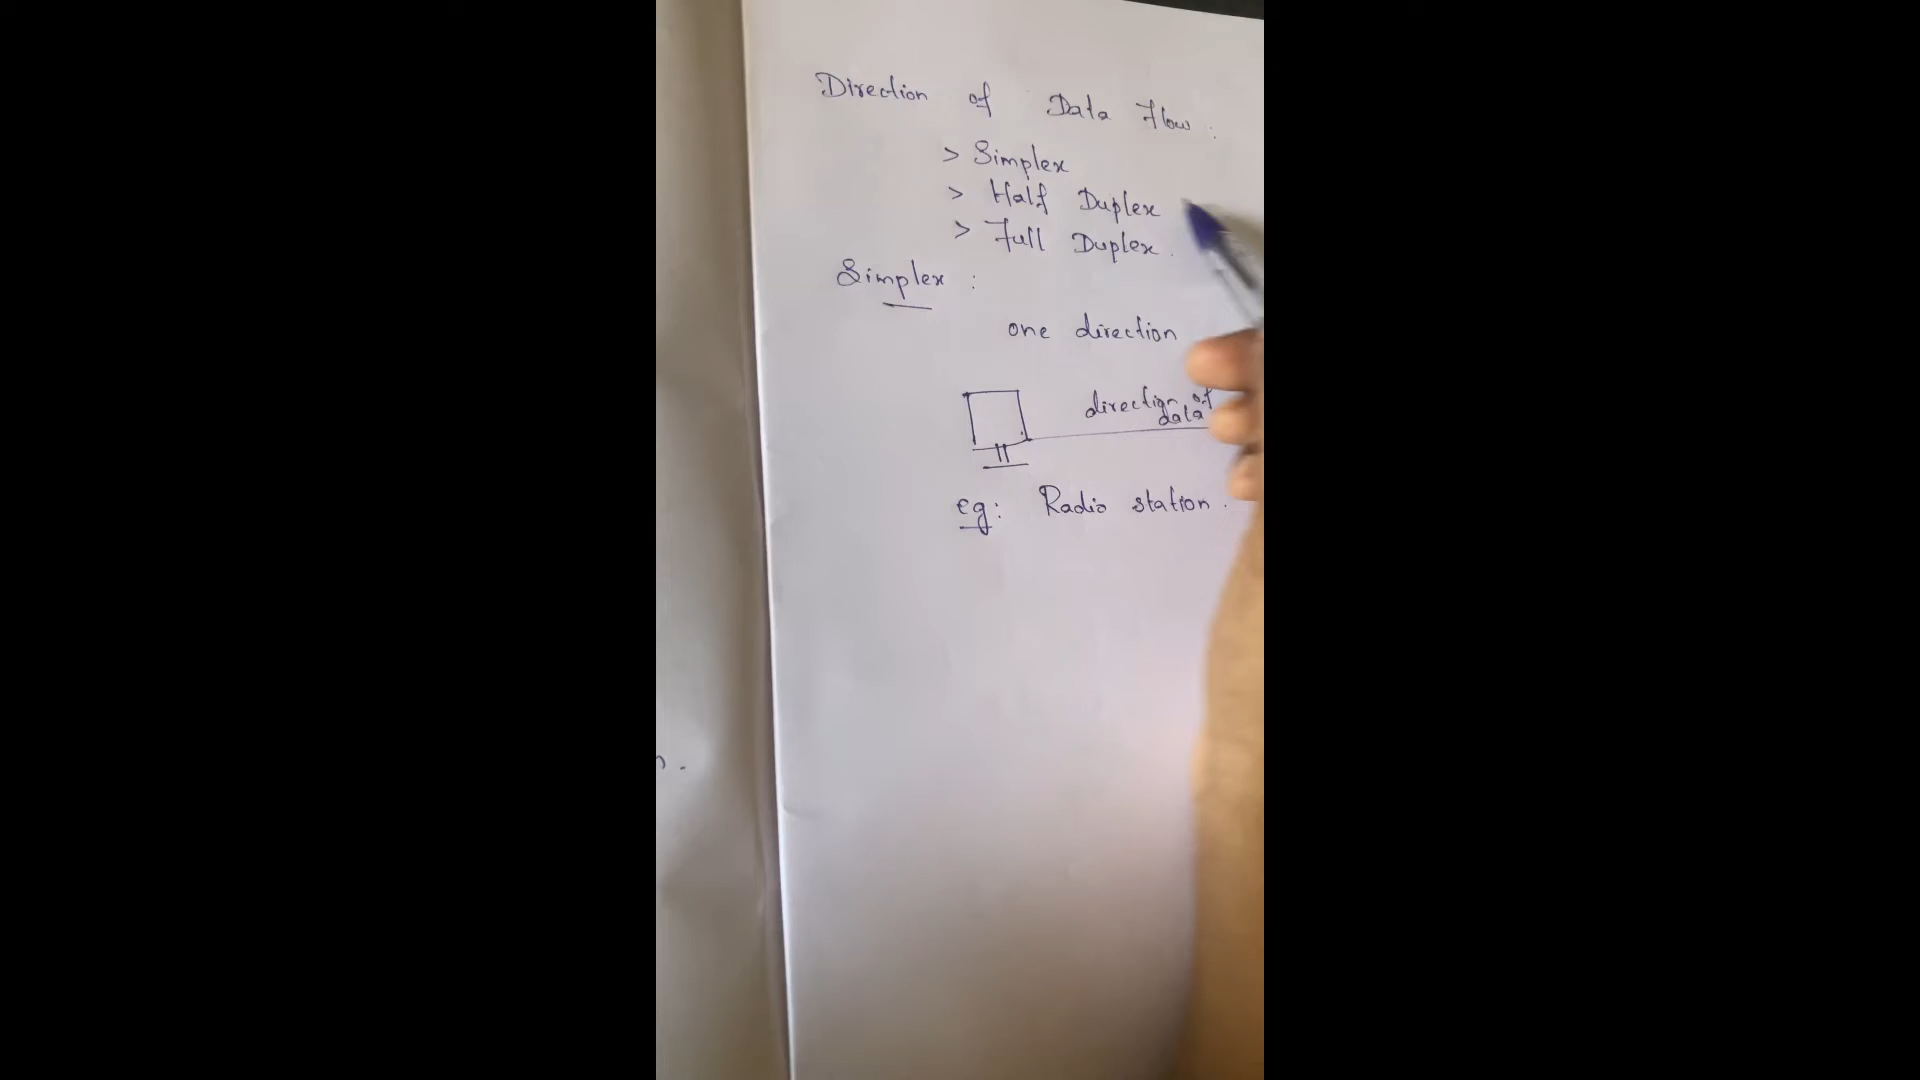 Direction of Data Flow :
> Simplex
> Half Duplex
> Full Duplex.
Simplex :
one direction
direction of
data
eg: Radio station.